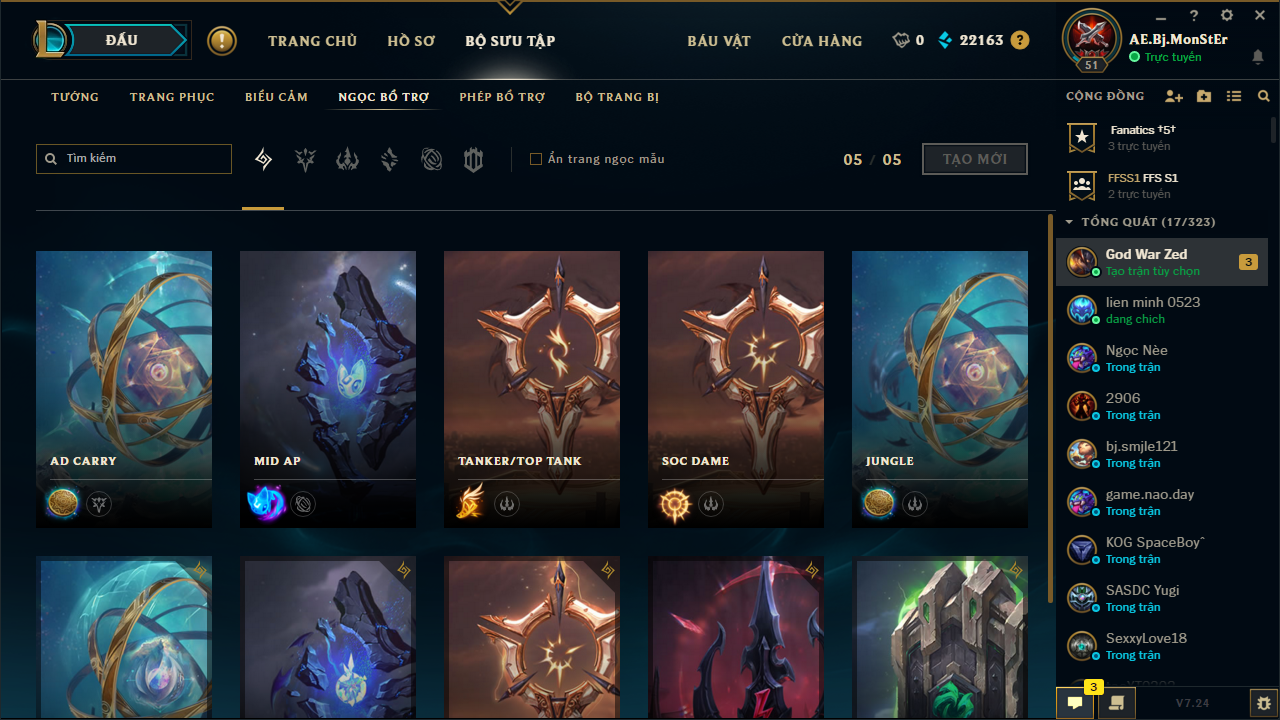 ĐẤU
TRANG CHỦ
HỒ SƠ
BỘ SƯU TẬP
BÁU VẬT
CỬA HÀNG
0
22163
?
?
AE.Bj.MonStEr
Trực tuyến
51
TƯỚNG
TRANG PHỤC
BIỂU CẢM
NGỌC BỔ TRỢ
PHÉP BỔ TRỢ
BỘ TRANG BỊ
CỘNG ĐỒNG
Tìm kiếm
Ẩn trang ngọc mẫu
05 / 05
TẠO MỚI
Fanatics †5†
3 trực tuyến
FFSS1 FFS S1
2 trực tuyến
TỔNG QUÁT (17/323)
God War Zed
Tạo trận tùy chọn
3
lien minh 0523
dang chich
Ngọc Nèe
Trong trận
2906
Trong trận
bj.smjle121
Trong trận
game.nao.day
Trong trận
KOG SpaceBoyˆ
Trong trận
SASDC Yugi
Trong trận
SexxyLove18
Trong trận
AD CARRY
MID AP
TANKER/TOP TANK
SOC DAME
JUNGLE
3
V7.24